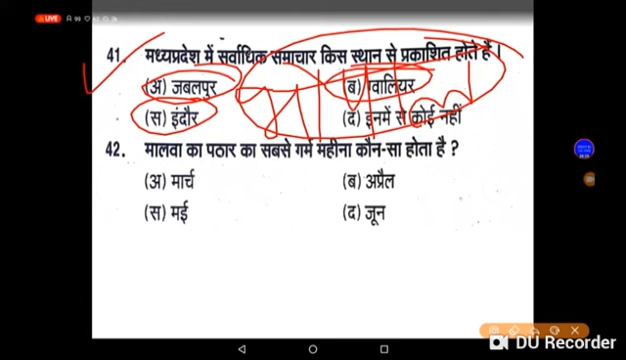 LIVE
41. मध्यप्रदेश में सर्वाधिक समाचार किस स्थान से प्रकाशित होते है।
(अ) जबलपुर (ब) ग्वालियर
(स) इंदौर (द) इनमें से कोई नहीं
42. मालवा का पठार का सबसे गर्म महीना कौन-सा होता है ?
(अ) मार्च (ब) अप्रैल
(स) मई (द) जून
DU Recorder